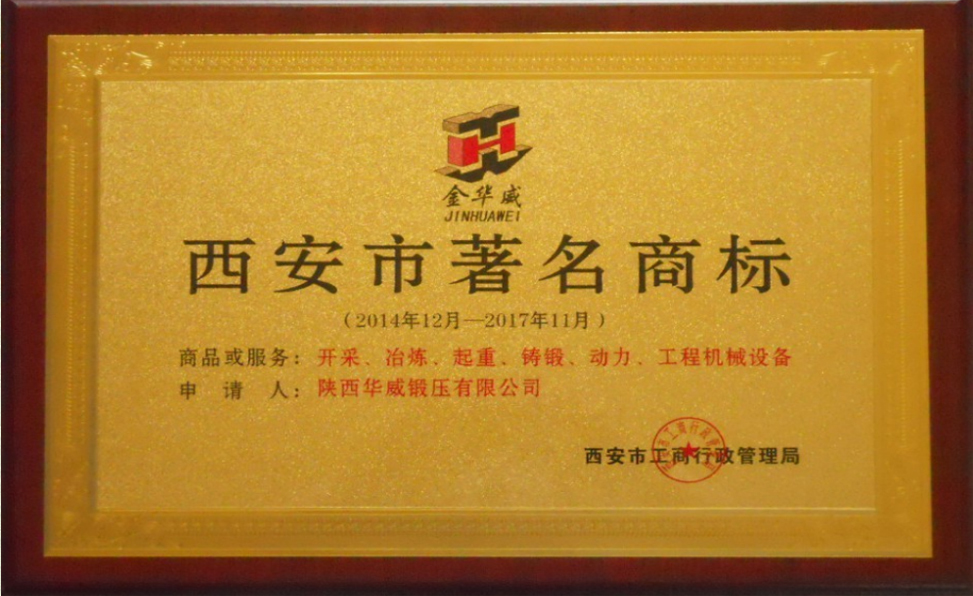 金华威
JINHUAWEI
西安市著名商标
（2014年12月—2017年11月）
商品或服务：开采、冶炼、起重、铸锻、动力、工程机械设备
申请人：陕西华威锻压有限公司
西安市工商行政管理局